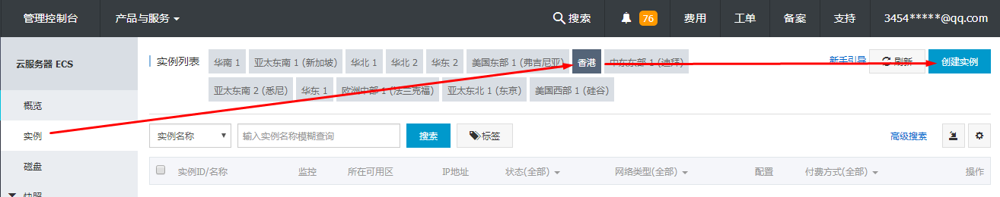 管理控制台 产品与服务 搜索 76 费用 工单 备案 支持 3454*****@qq.com
云服务器 ECS
实例列表 华南 1 亚太东南 1 (新加坡) 华北 1 华北 2 华东 2 美国东部 1 (弗吉尼亚) 香港 中东东部 1 (迪拜) 新手引导 刷新 创建实例
亚太东南 2 (悉尼) 华东 1 欧洲中部 1 (法兰克福) 亚太东北 1 (东京) 美国西部 1 (硅谷)
概览
实例
实例名称 输入实例名称模糊查询 搜索 标签 高级搜索
磁盘
实例ID/名称 监控 所在可用区 IP地址 状态(全部) 网络类型(全部) 配置 付费方式(全部) 操作
快照